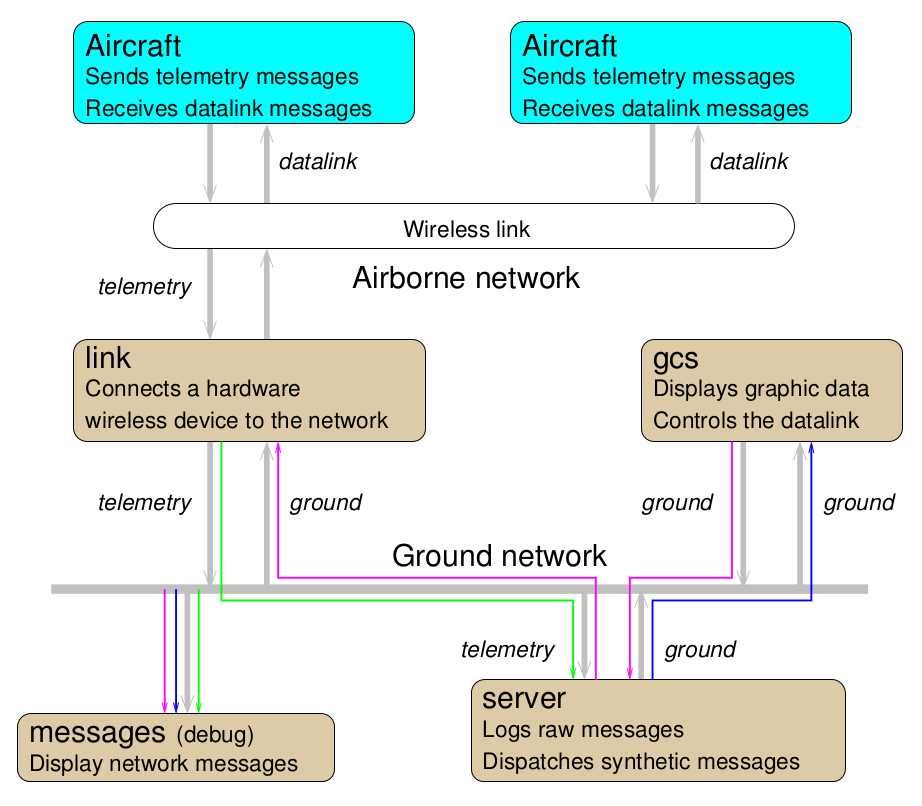 Aircraft
Sends telemetry messages
Receives datalink messages
Aircraft
Sends telemetry messages
Receives datalink messages
datalink
datalink
Wireless link
telemetry
Airborne network
link
Connects a hardware
wireless device to the network
gcs
Displays graphic data
Controls the datalink
telemetry
ground
ground
ground
Ground network
telemetry
ground
messages (debug)
Display network messages
server
Logs raw messages
Dispatches synthetic messages